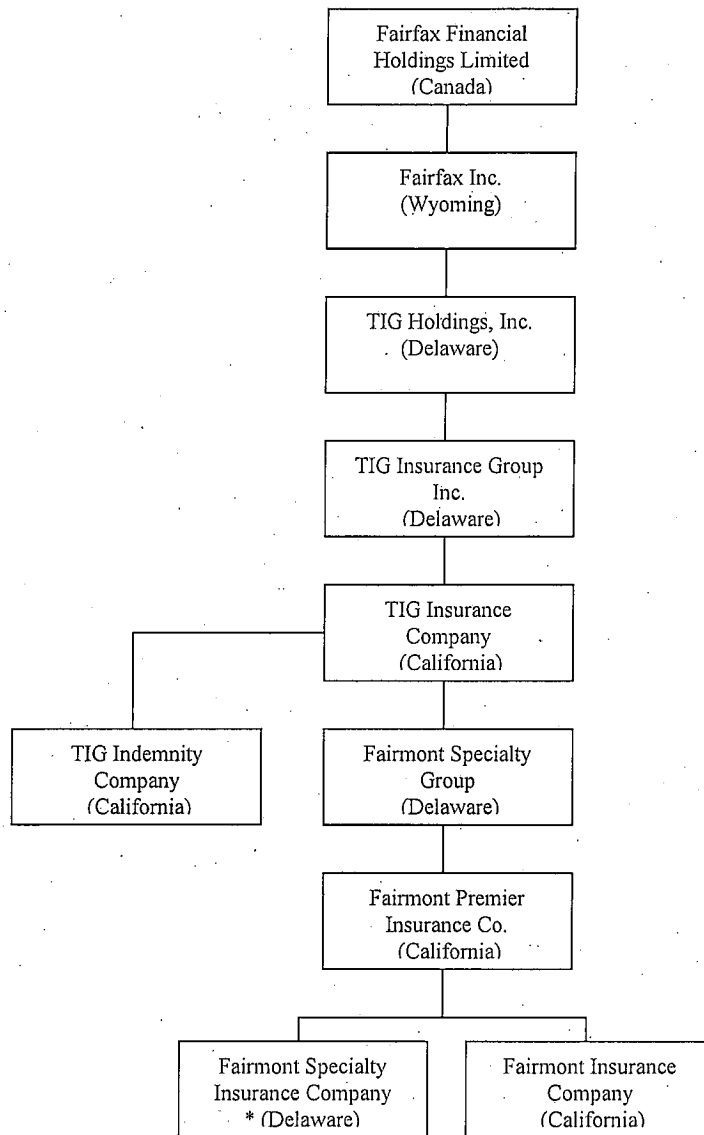 Fairfax Financial
Holdings Limited
(Canada)
Fairfax Inc.
(Wyoming)
TIG Holdings, Inc.
(Delaware)
TIG Insurance Group
Inc.
(Delaware)
TIG Insurance
Company
(California)
TIG Indemnity
Company
(California)
Fairmont Specialty
Group
(Delaware)
Fairmont Premier
Insurance Co.
(California)
Fairmont Specialty
Insurance Company
* (Delaware)
Fairmont Insurance
Company
(California)